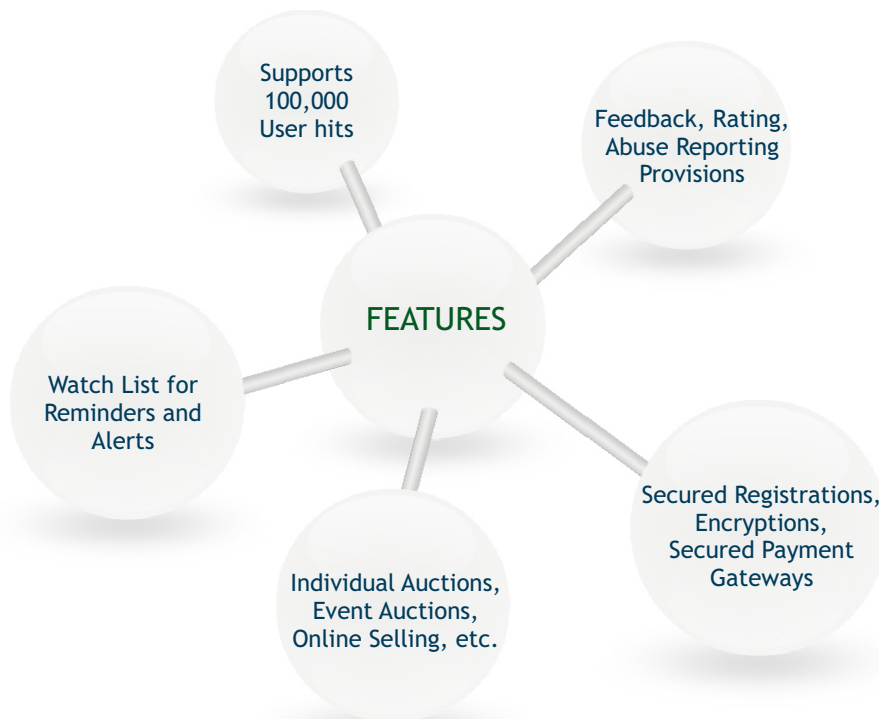 Supports
100,000
User hits
Feedback, Rating,
Abuse Reporting
Provisions
FEATURES
Watch List for
Reminders and
Alerts
Secured Registrations,
Encryptions,
Secured Payment
Gateways
Individual Auctions,
Event Auctions,
Online Selling, etc.